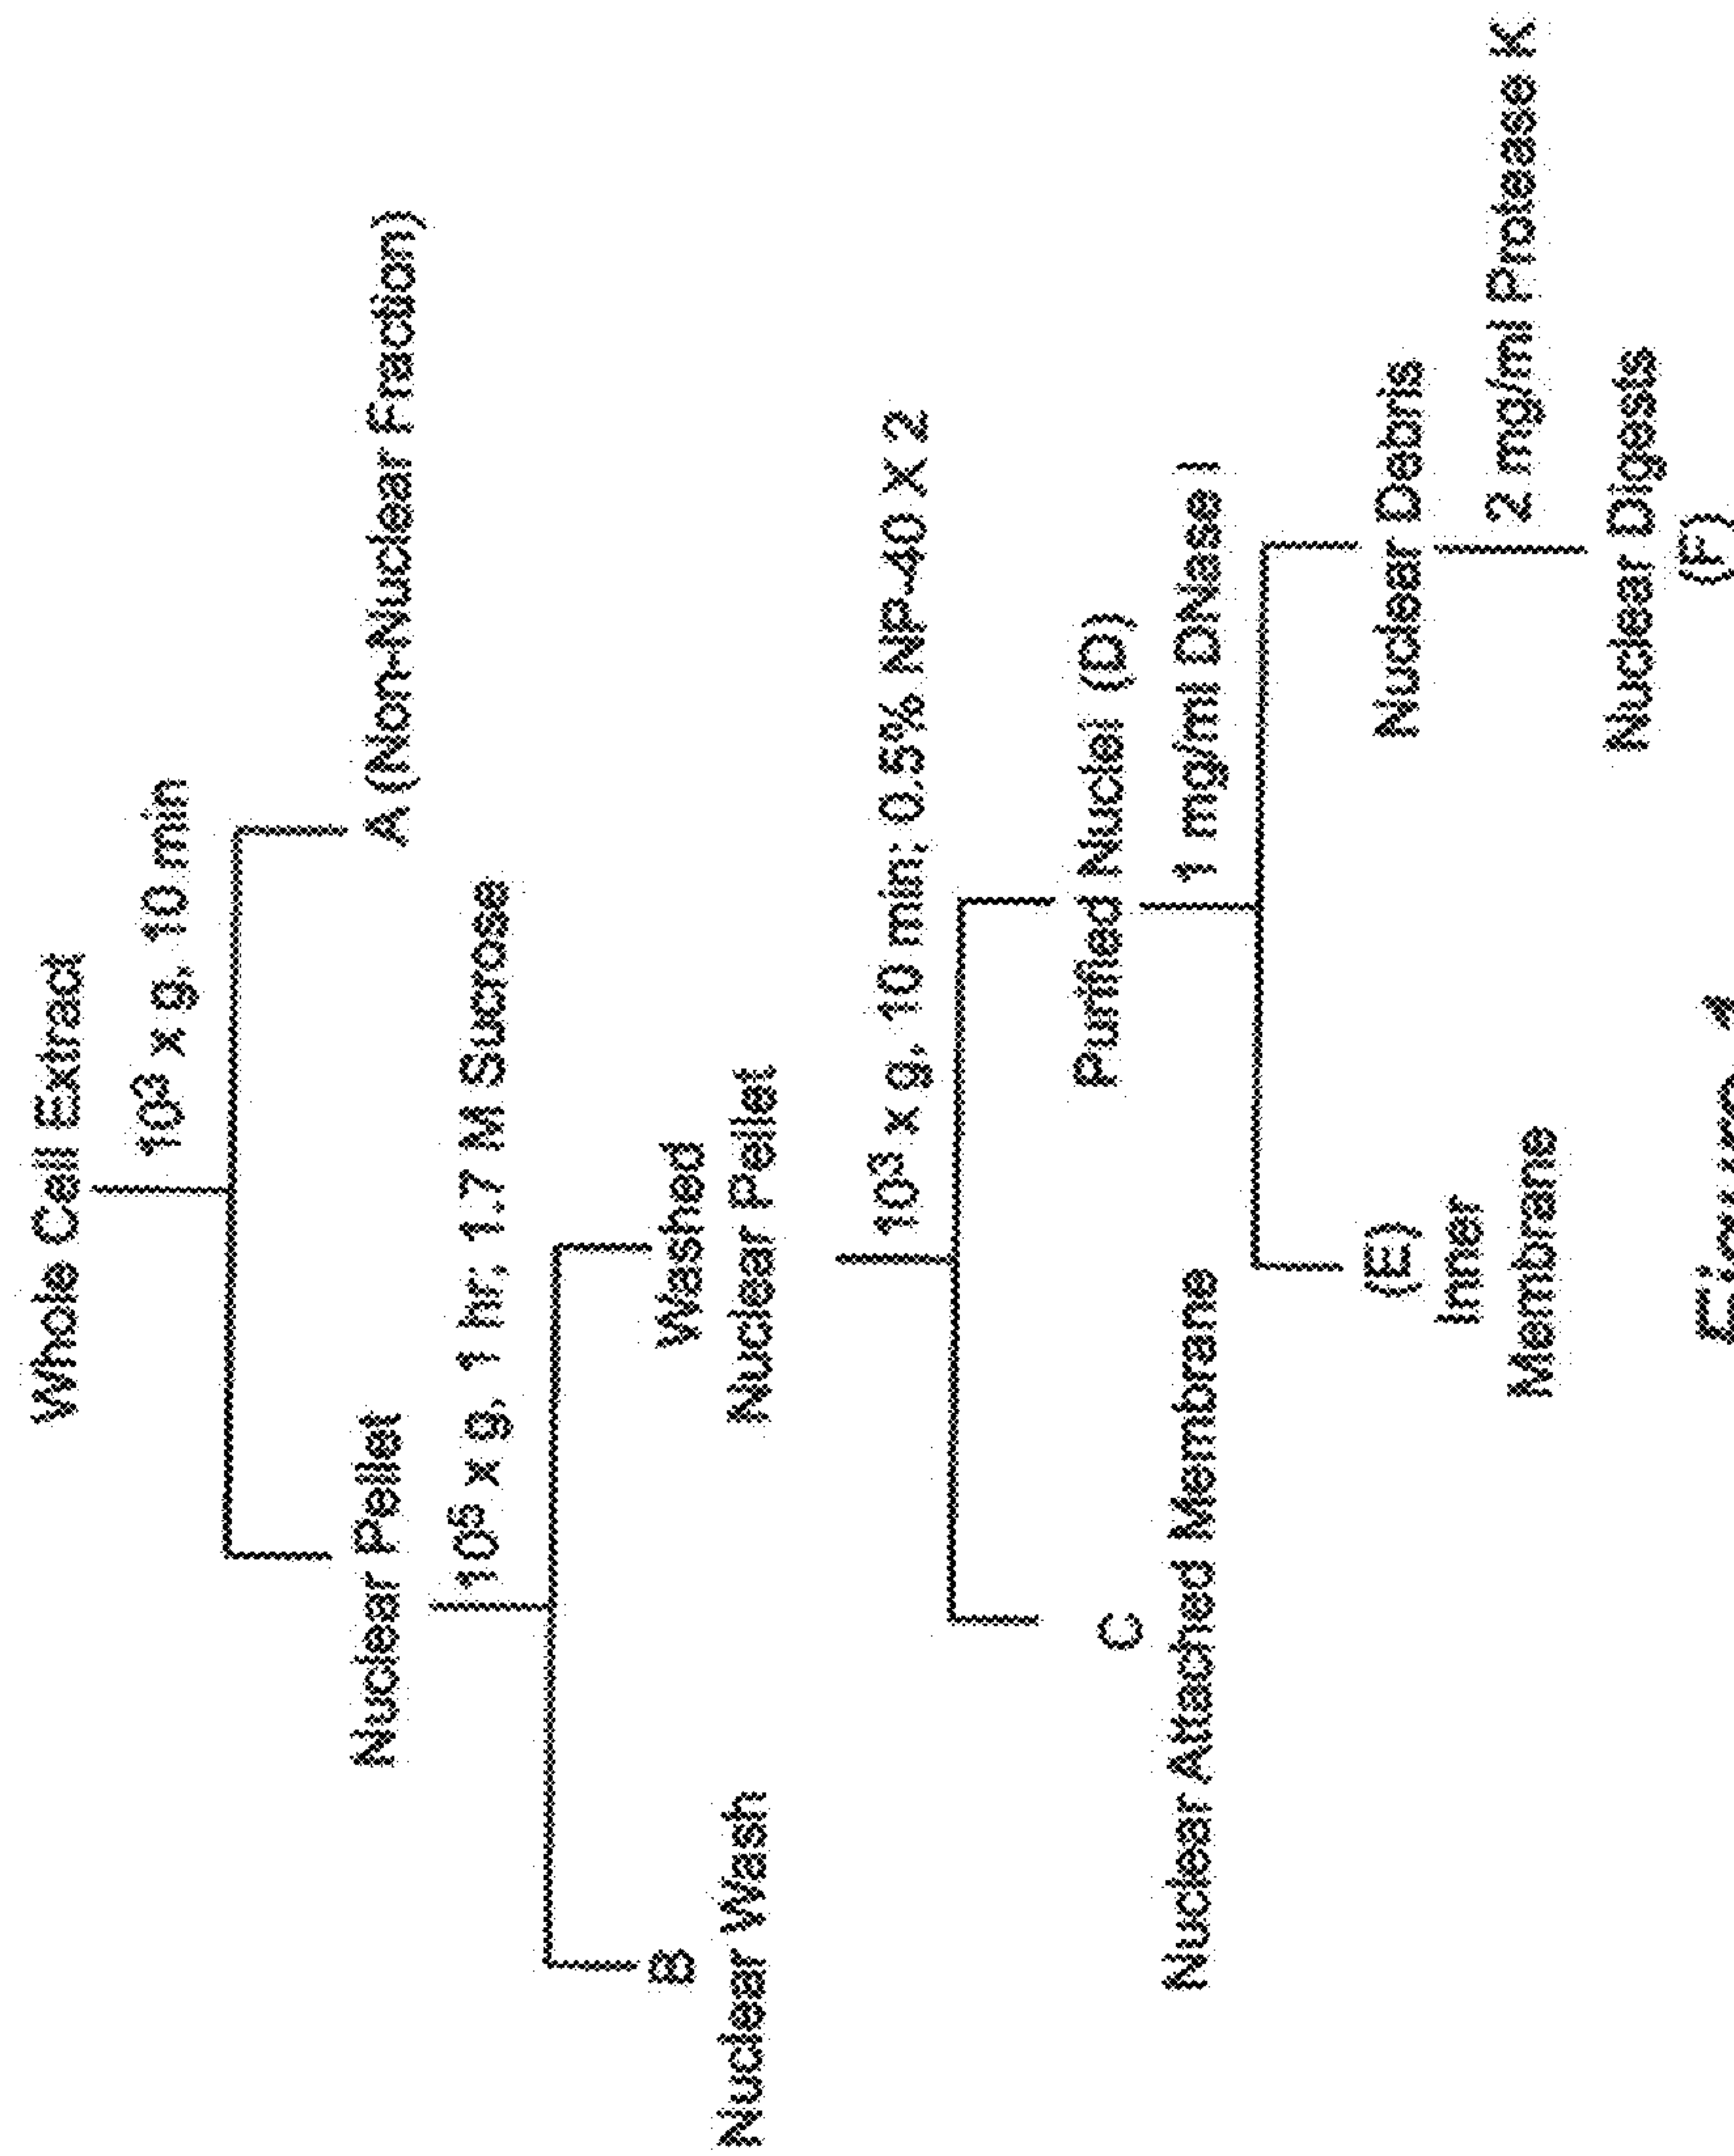 Whole Cell Extract
10³ x g, 10 min
Nuclear Pellet
A (Non-Nuclear Fraction)
10⁵ x g, 1 hr; 1.7 M Sucrose
B
Nuclear Wash
Washed
Nuclear Pellet
10³ x g, 10 min; 0.5% NP-40 X 2
C
Nuclear Attached Membrane
Purified Nuclei (D)
1 mg/ml DNase I
(E)
Inner
Membrane
Nuclear Debris
2 mg/ml Protease K
Nuclear Digests
(F)
Figure 4